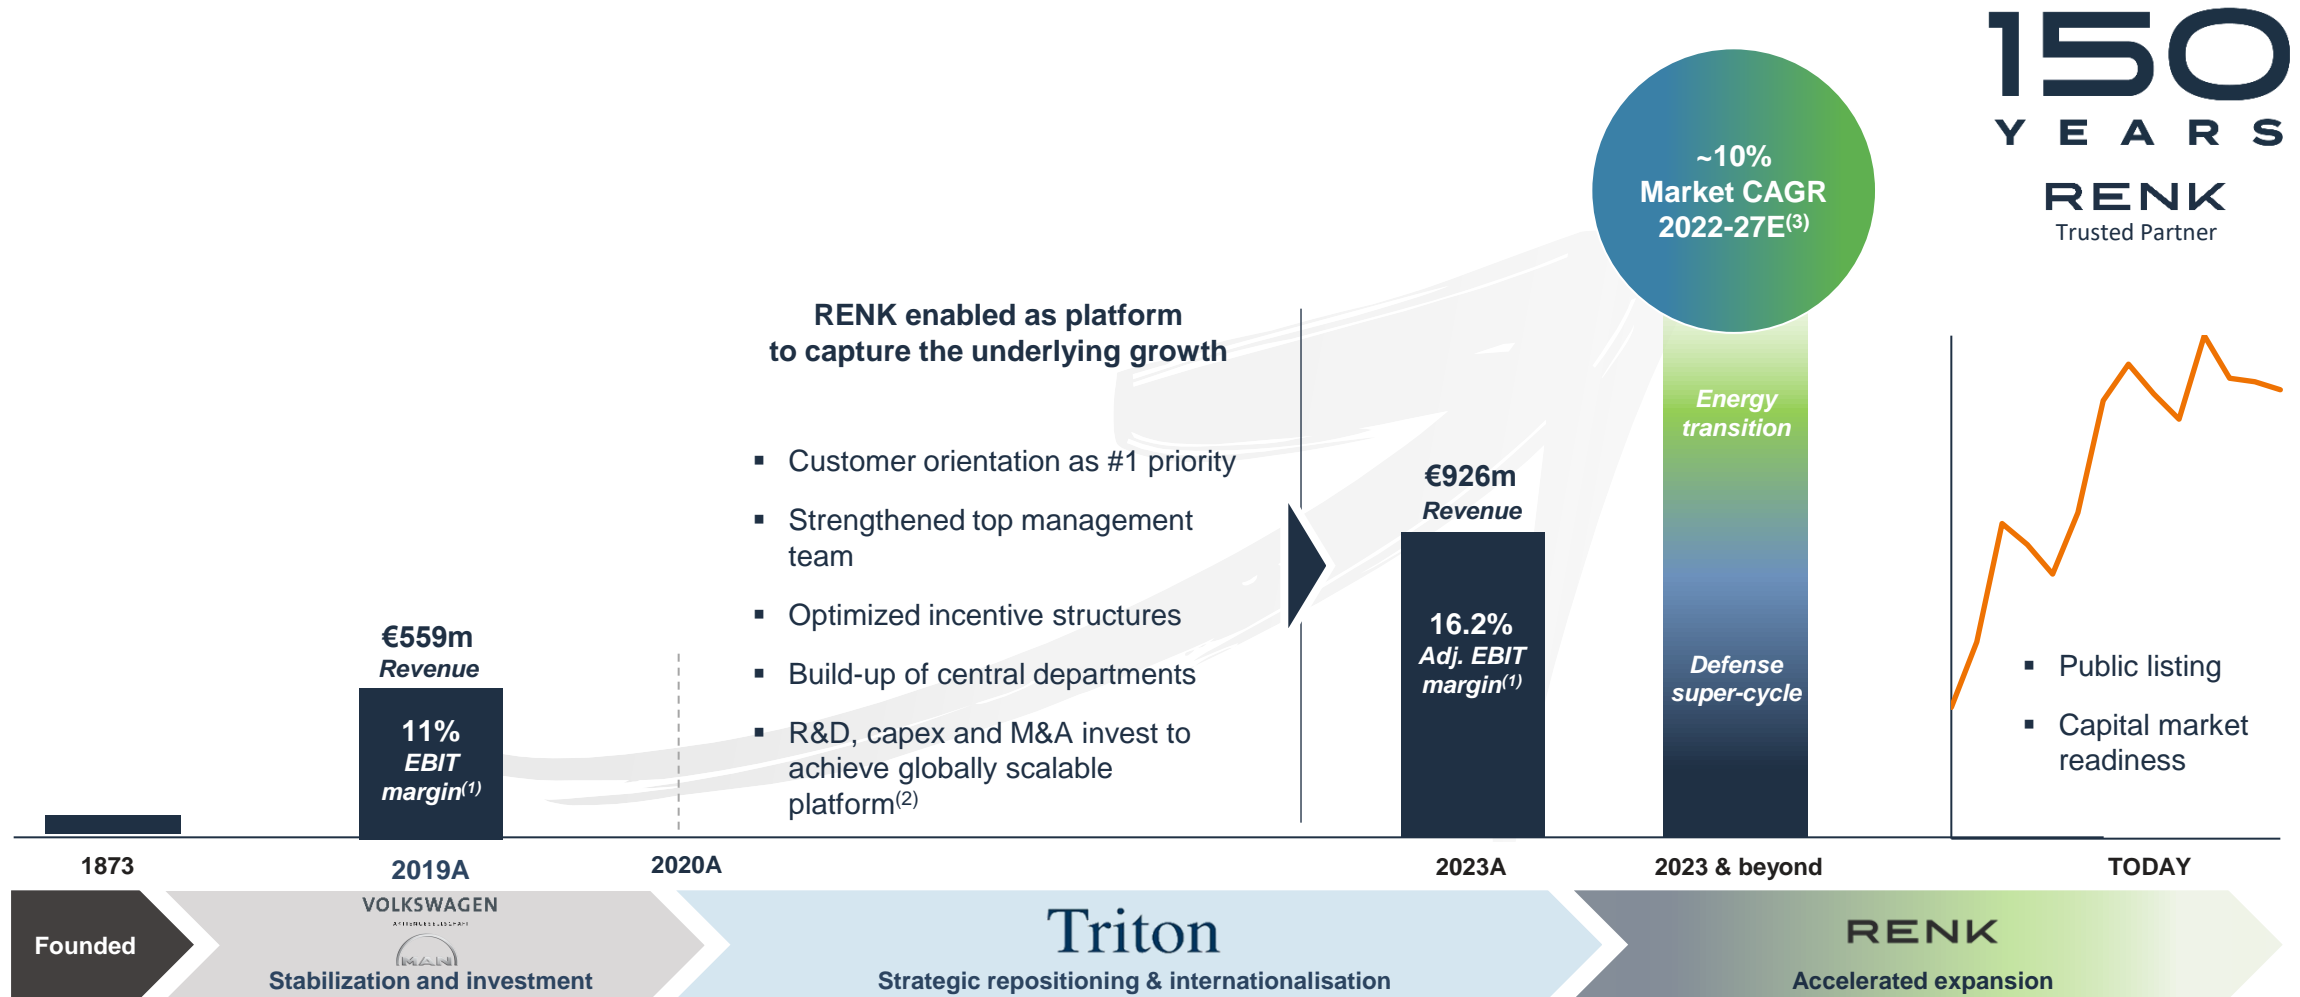 150
YEARS
RENK
Trusted Partner
~10%
Market CAGR
2022-27E(3)
RENK enabled as platform
to capture the underlying growth
▪ Customer orientation as #1 priority
▪ Strengthened top management
team
▪ Optimized incentive structures
▪ Build-up of central departments
▪ R&D, capex and M&A invest to
achieve globally scalable
platform(2)
€559m
Revenue
11%
EBIT
margin(1)
€926m
Revenue
16.2%
Adj. EBIT
margin(1)
Energy
transition
Defense
super-cycle
▪ Public listing
▪ Capital market
readiness
1873
2019A
2020A
2023A
2023 & beyond
TODAY
Founded
VOLKSWAGEN
AKTIENGESELLSCHAFT
MAN
Stabilization and investment
Triton
Strategic repositioning & internationalisation
RENK
Accelerated expansion